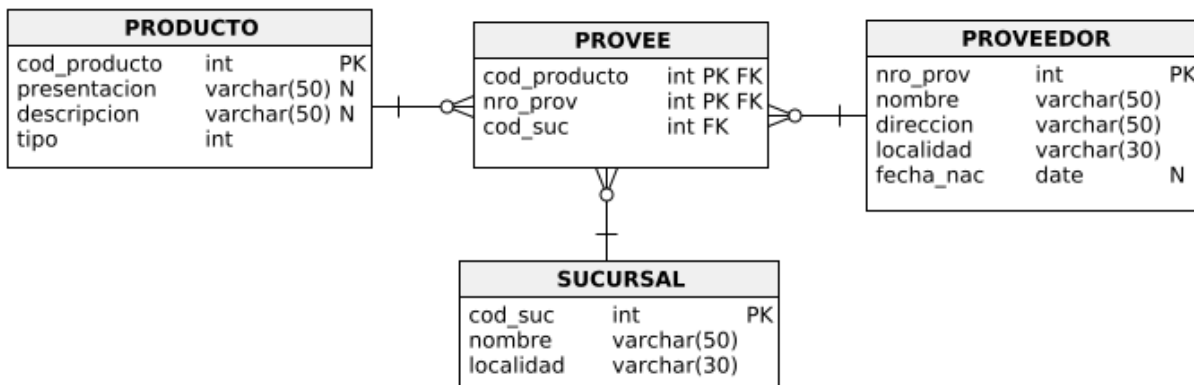 PRODUCTO
cod_producto int PK
presentacion varchar(50) N
descripcion varchar(50) N
tipo int
PROVEE
cod_producto int PK FK
nro_prov int PK FK
cod_suc int FK
PROVEEDOR
nro_prov int PK
nombre varchar(50)
direccion varchar(50)
localidad varchar(30)
fecha_nac date N
SUCURSAL
cod_suc int PK
nombre varchar(50)
localidad varchar(30)